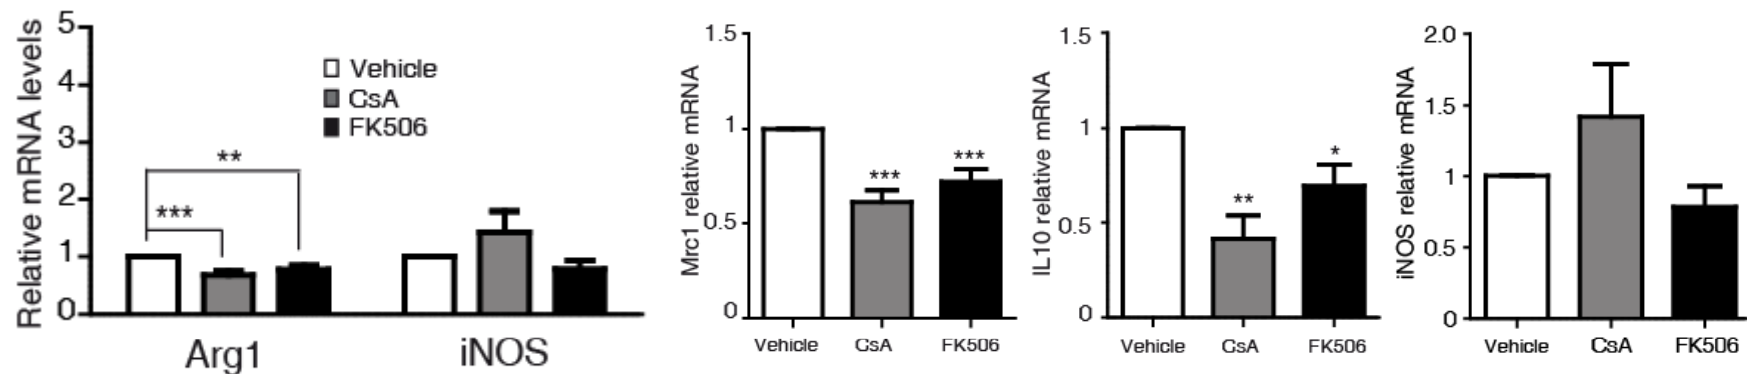 Relative mRNA levels
5
4
3
2
1
0
Vehicle
CsA
FK506
**
***
Arg1
iNOS
Mrc1 relative mRNA
1.5
1
0.5
0
***
***
Vehicle
CsA
FK506
IL10 relative mRNA
1.5
1
0.5
0
**
*
Vehicle
CsA
FK506
iNOS relative mRNA
2.0
1.5
1
0.5
0
Vehicle
CsA
FK506